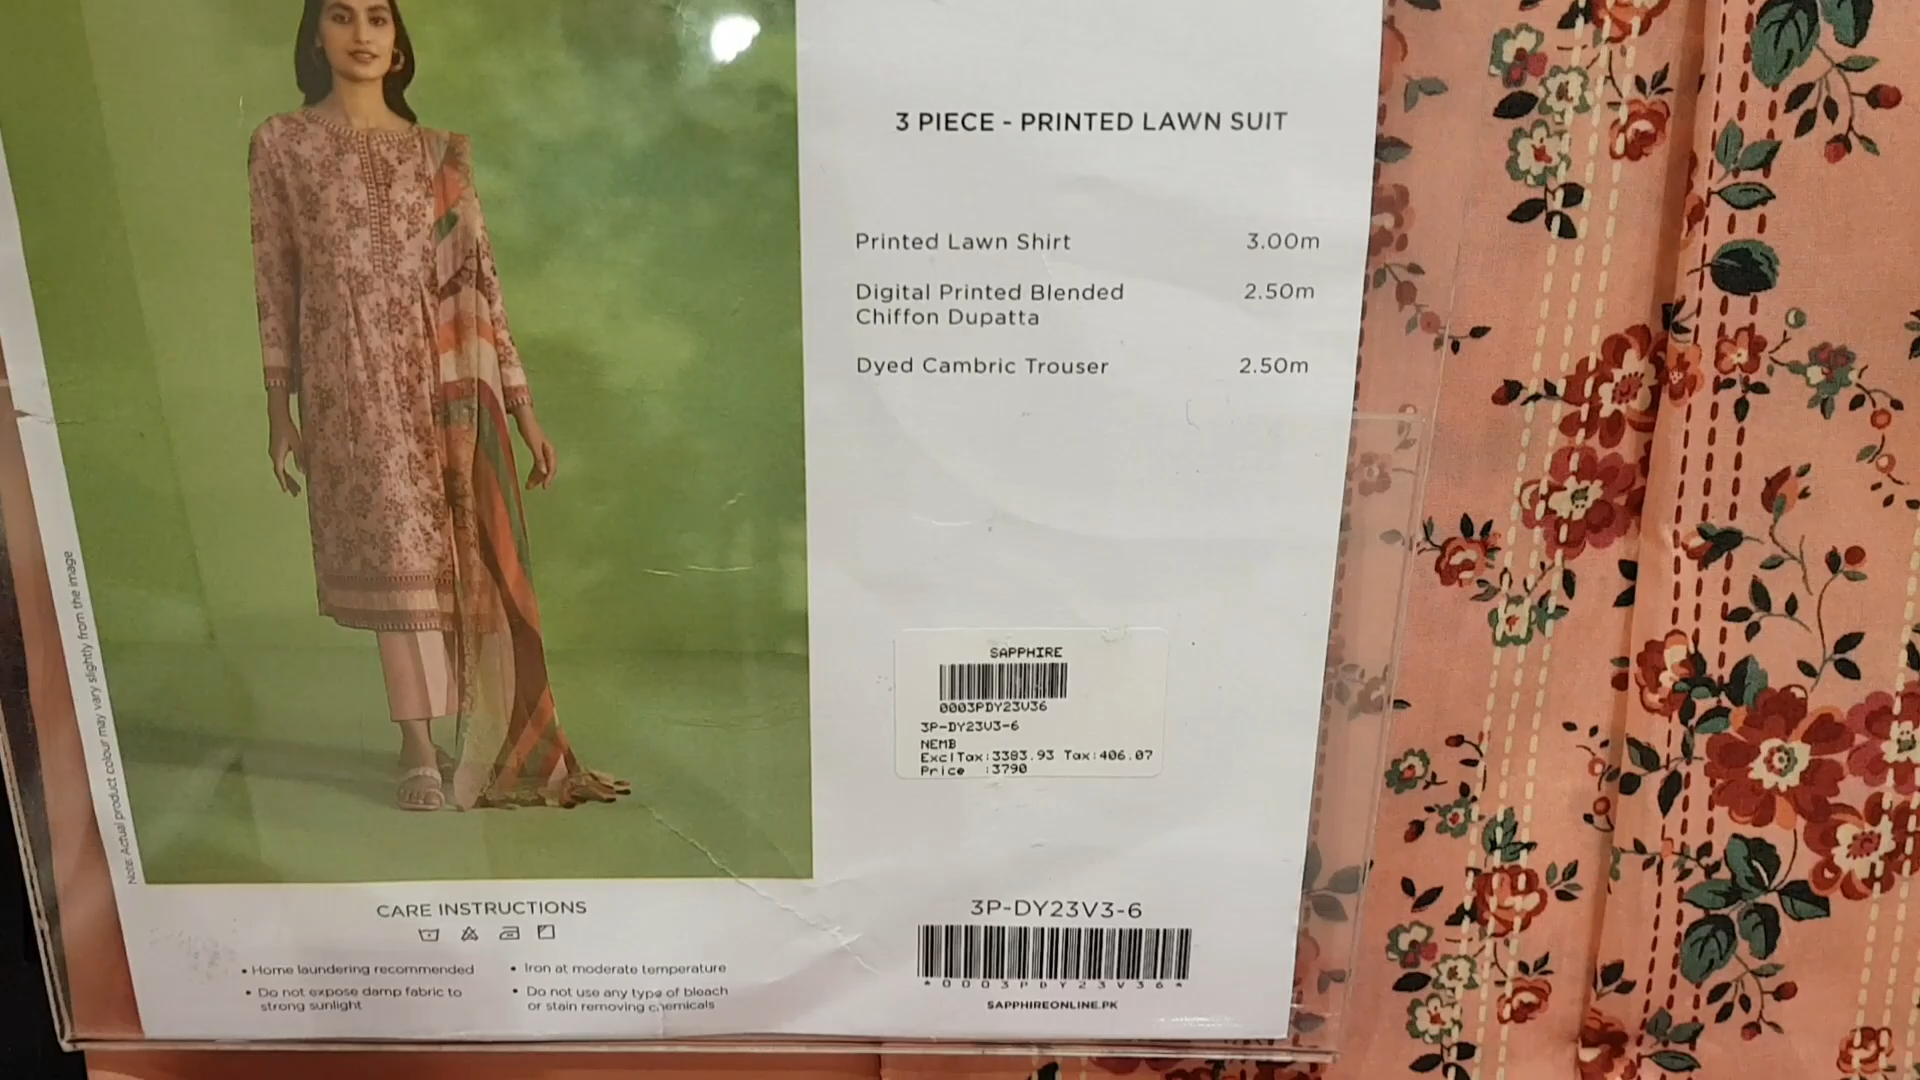 3 PIECE - PRINTED LAWN SUIT
Printed Lawn Shirt 3.00m
Digital Printed Blended 2.50m
Chiffon Dupatta
Dyed Cambric Trouser 2.50m
SAPPHIRE
0003PDY23V36
3P-DY23V3-6
NEMB
ExclTax:3383.93 Tax:406.07
Price :3790
3P-DY23V3-6
*0003PDY23V36*
SAPPHIREONLINE.PK
Note: Actual product colour may vary slightly from the image
CARE INSTRUCTIONS
• Home laundering recommended
• Do not expose damp fabric to
strong sunlight
• Iron at moderate temperature
• Do not use any type of bleach
or stain removing chemicals